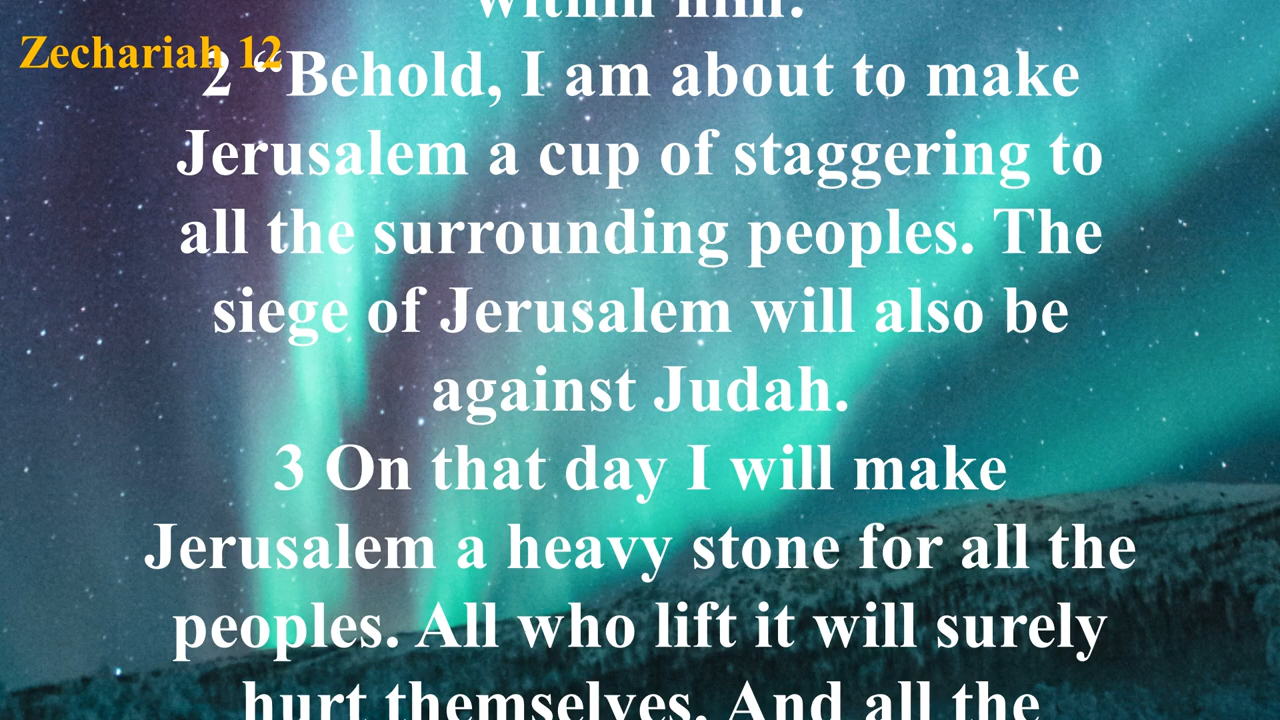 within him:
Zechariah 12
2 “Behold, I am about to make
Jerusalem a cup of staggering to
all the surrounding peoples. The
siege of Jerusalem will also be
against Judah.
3 On that day I will make
Jerusalem a heavy stone for all the
peoples. All who lift it will surely
hurt themselves. And all the